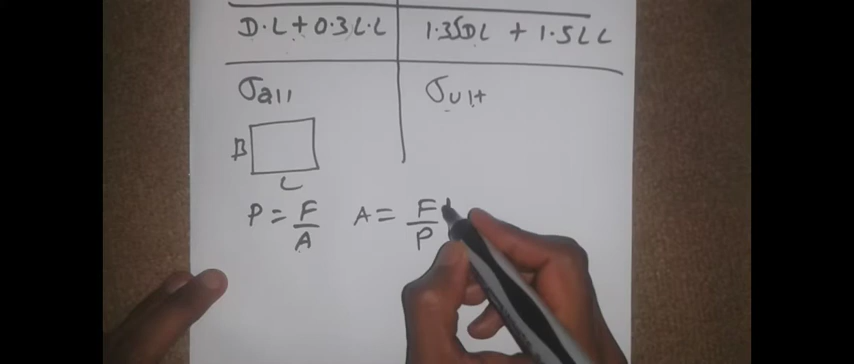 D.L + 0.3L.L 1.35DL + 1.5LL
σall σult
B
L
P = F/A A = F/P